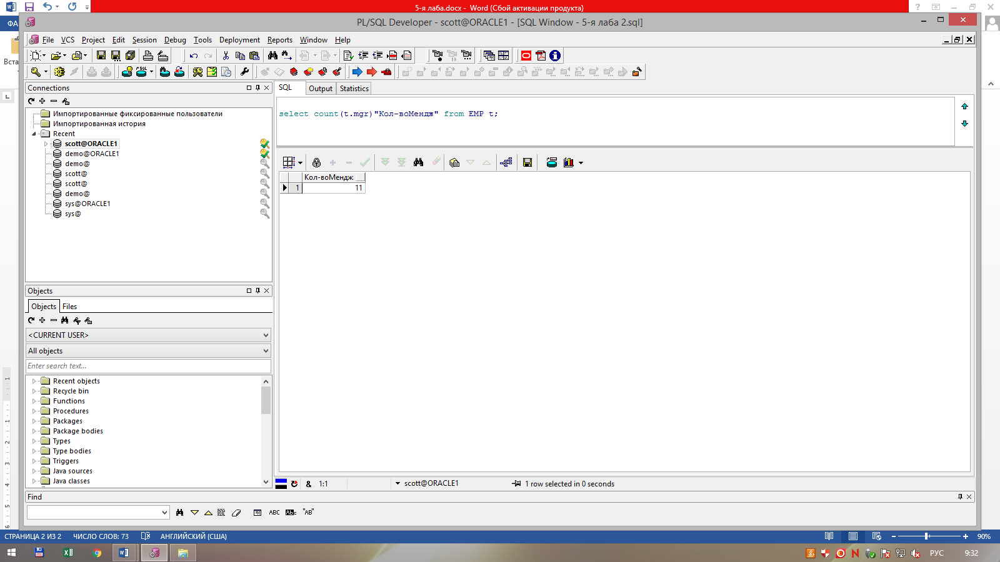 5-я лаба.docx - Word (Сбой активации продукта)
ФА
Вста
PL/SQL Developer - scott@ORACLE1 - [SQL Window - 5-я лаба 2.sql]
File VCS Project Edit Session Debug Tools Deployment Reports Window Help
Connections
Импортированные фиксированные пользователи
Импортированная история
Recent
scott@ORACLE1
demo@ORACLE1
demo@
scott@
scott@
demo@
sys@ORACLE1
sys@
Objects
Objects Files
<CURRENT USER>
All objects
Enter search text...
Recent objects
Recycle bin
Functions
Procedures
Packages
Package bodies
Types
Type bodies
Triggers
Java sources
Java classes
SQL Output Statistics
select count(t.mgr)"Кол-воМендж" from EMP t;
Кол-воМендж
1 11
& 1:1 scott@ORACLE1 1 row selected in 0 seconds
Find
ABC "AB"
СТРАНИЦА 2 ИЗ 2 ЧИСЛО СЛОВ: 73 АНГЛИЙСКИЙ (США) 90%
РУС 9:32